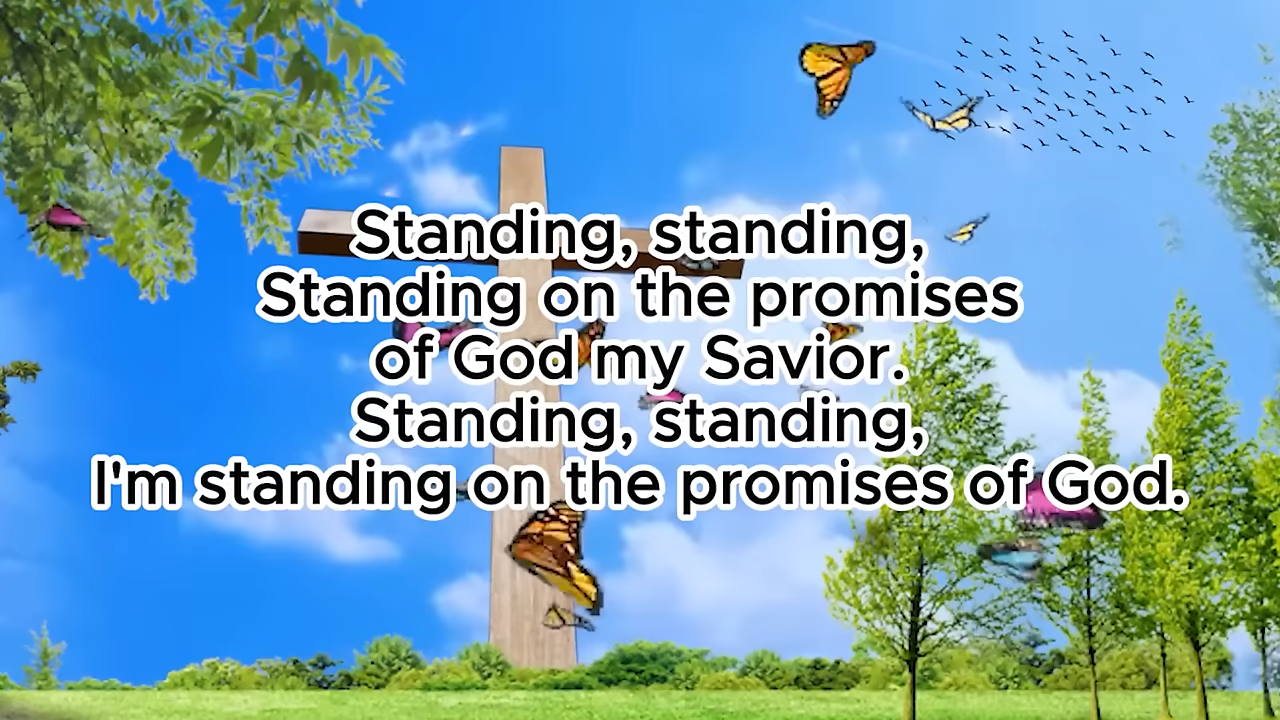 Standing, standing,
Standing on the promises
of God my Savior.
Standing, standing,
I'm standing on the promises of God.